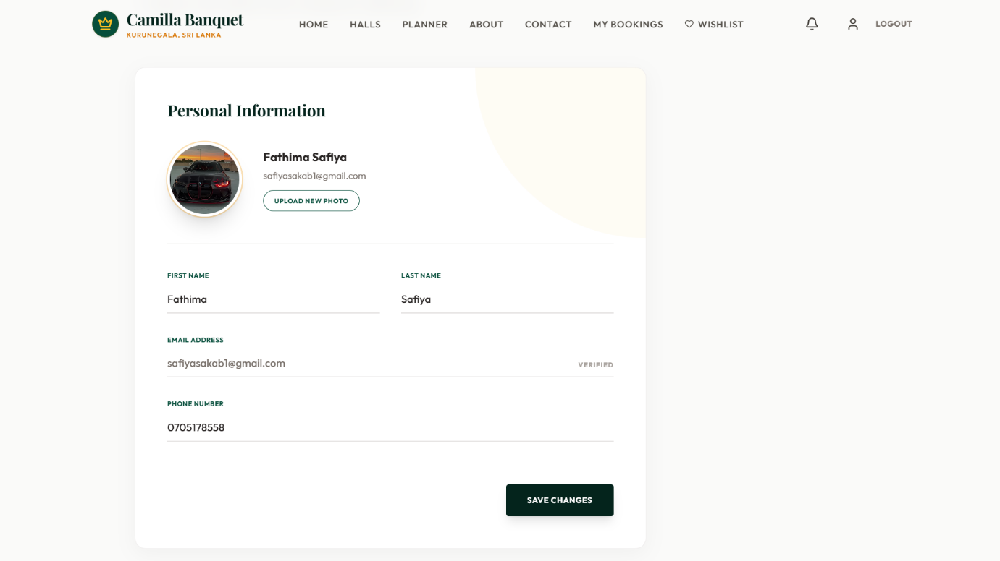 Camilla Banquet
KURUNEGALA, SRI LANKA
HOME HALLS PLANNER ABOUT CONTACT MY BOOKINGS WISHLIST LOGOUT
Personal Information
Fathima Safiya
safiyasakab1@gmail.com
UPLOAD NEW PHOTO
FIRST NAME LAST NAME
Fathima Safiya
EMAIL ADDRESS
safiyasakab1@gmail.com VERIFIED
PHONE NUMBER
0705178558
SAVE CHANGES